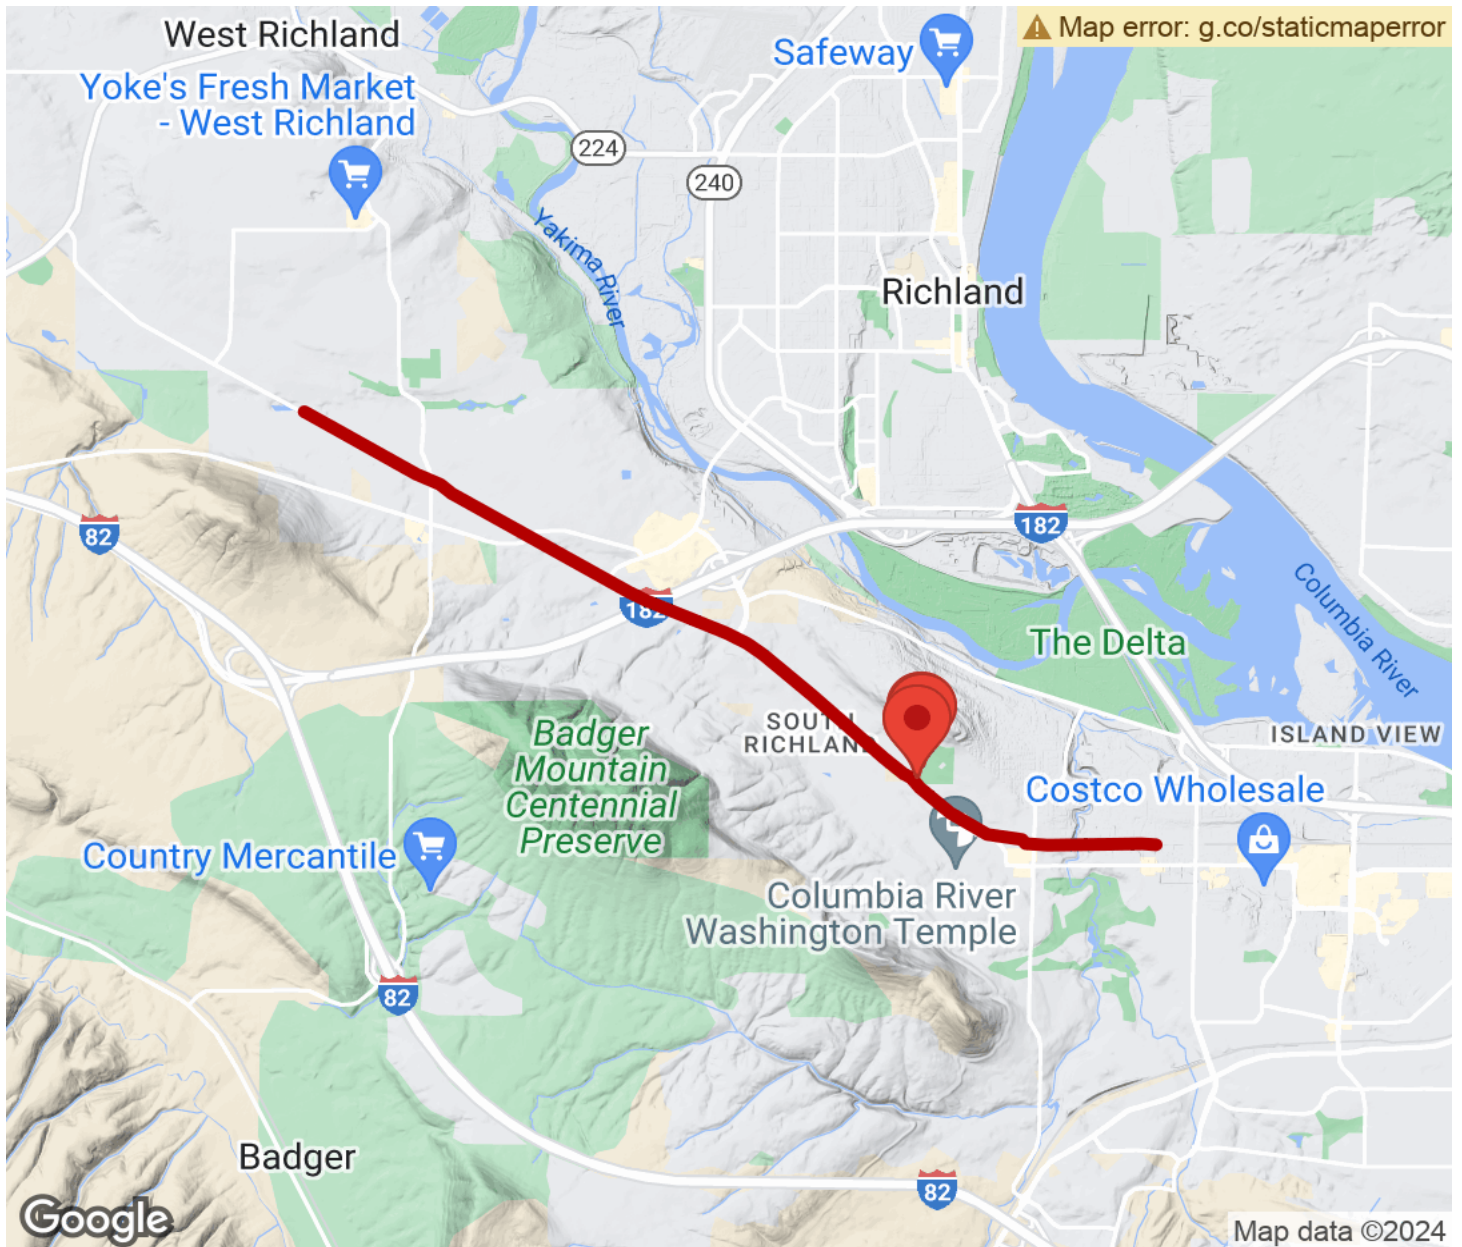 West Richland
Map error: g.co/staticmaperror
Safeway
Yoke's Fresh Market
- West Richland
224
240
Yakima River
Richland
82
182
Columbia River
182
The Delta
SOUTH
RICHLAND
ISLAND VIEW
Badger
Mountain
Centennial
Preserve
Costco Wholesale
Country Mercantile
Columbia River
Washington Temple
82
Badger
82
Google
Map data ©2024